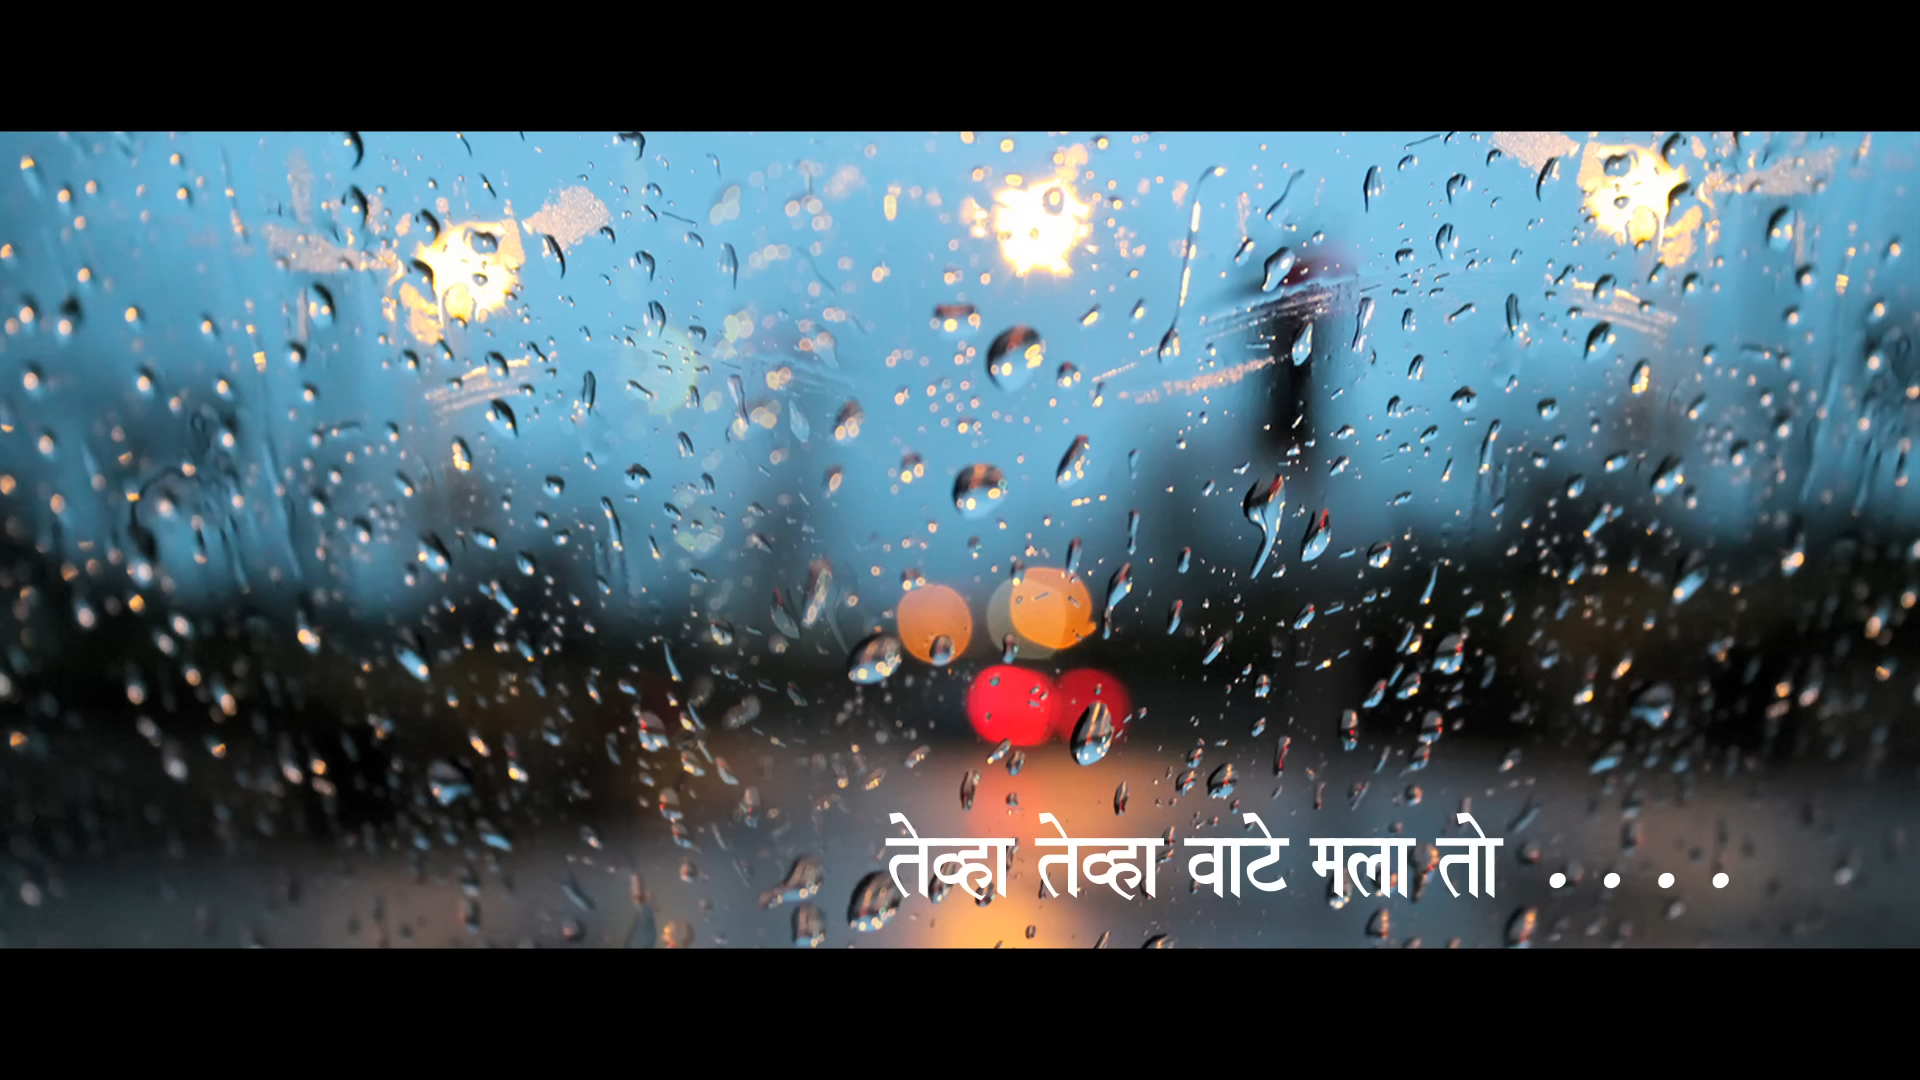 तेव्हा तेव्हा वाटे मला तो . . . .